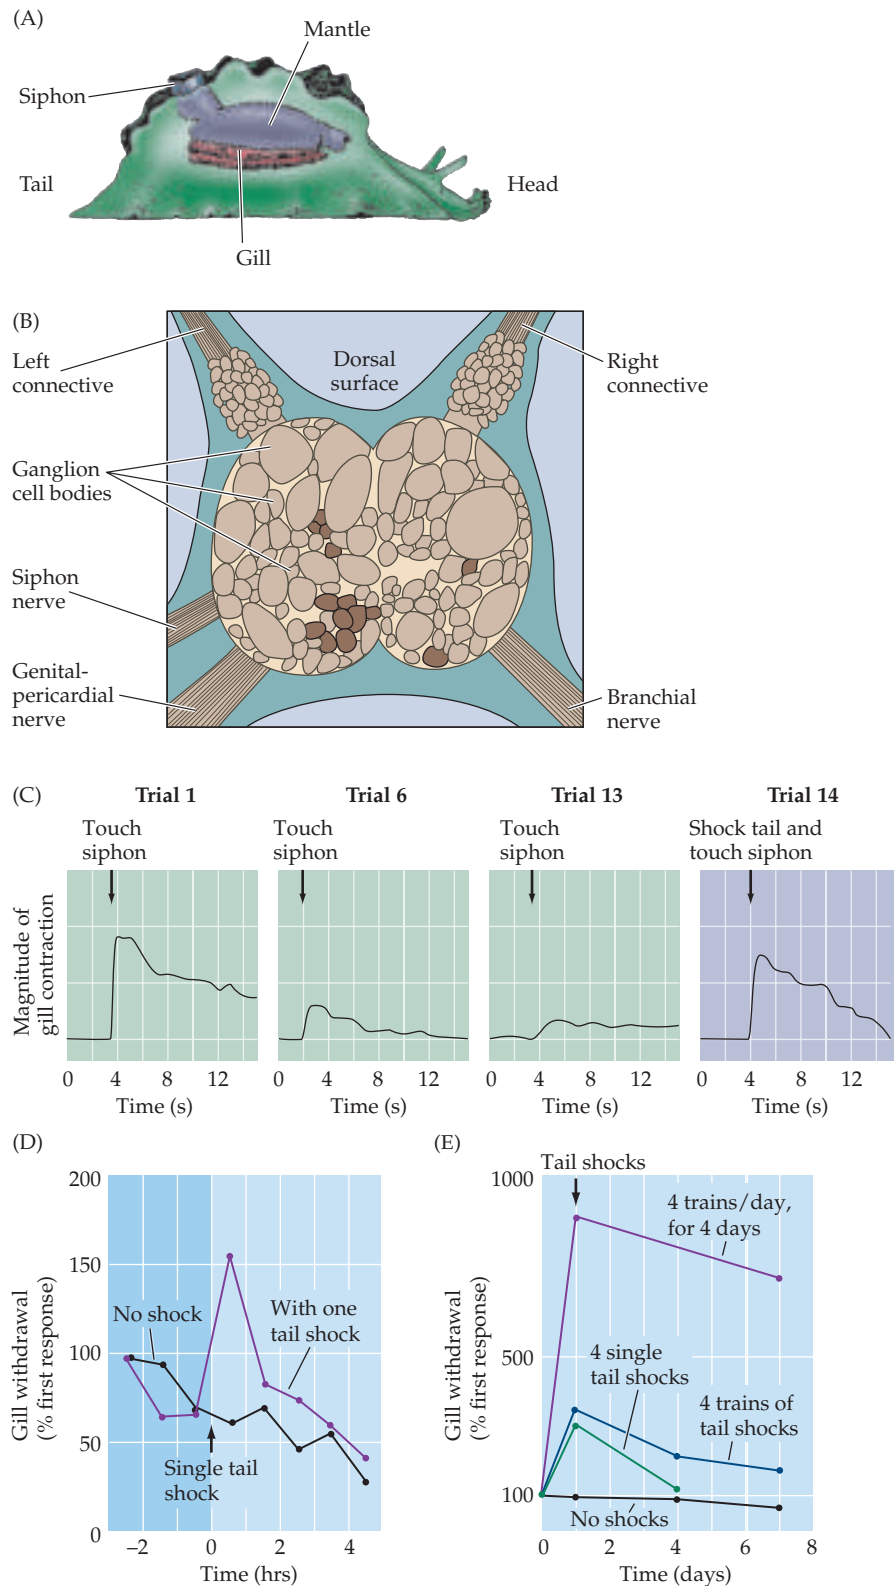 (A)
Mantle
Siphon
Tail
Head
Gill
(B)
Left
connective
Dorsal
surface
Right
connective
Ganglion
cell bodies
Siphon
nerve
Genital-
pericardial
nerve
Branchial
nerve
(C)
Trial 1
Trial 6
Trial 13
Trial 14
Touch
siphon
Touch
siphon
Touch
siphon
Shock tail and
touch siphon
Magnitude of
gill contraction
0 4 8 12
0 4 8 12
0 4 8 12
0 4 8 12
Time (s)
Time (s)
Time (s)
Time (s)
(D)
200
150
100
50
0
Gill withdrawal
(% first response)
No shock
With one
tail shock
Single tail
shock
–2 0 2 4
Time (hrs)
(E)
Tail shocks
1000
500
100
Gill withdrawal
(% first response)
4 trains/day,
for 4 days
4 single
tail shocks
4 trains of
tail shocks
No shocks
0 2 4 6 8
Time (days)